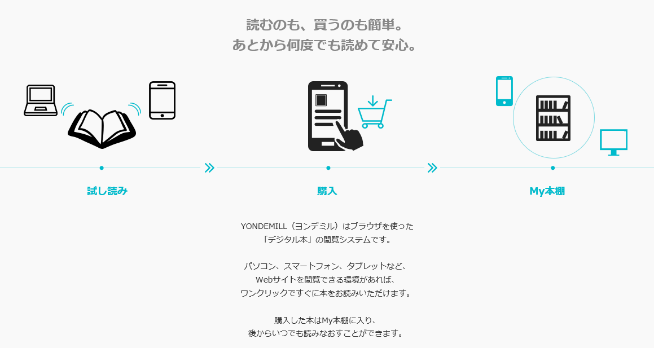 読むのも、買うのも簡単。
あとから何度でも読めて安心。
試し読み
購入
My本棚
YONDEMILL（ヨンデミル）はブラウザを使った
「デジタル本」の閲覧システムです。
パソコン、スマートフォン、タブレットなど、
Webサイトを閲覧できる環境があれば、
ワンクリックですぐに本をお読みいただけます。
購入した本はMy本棚に入り、
後からいつでも読みなおすことができます。